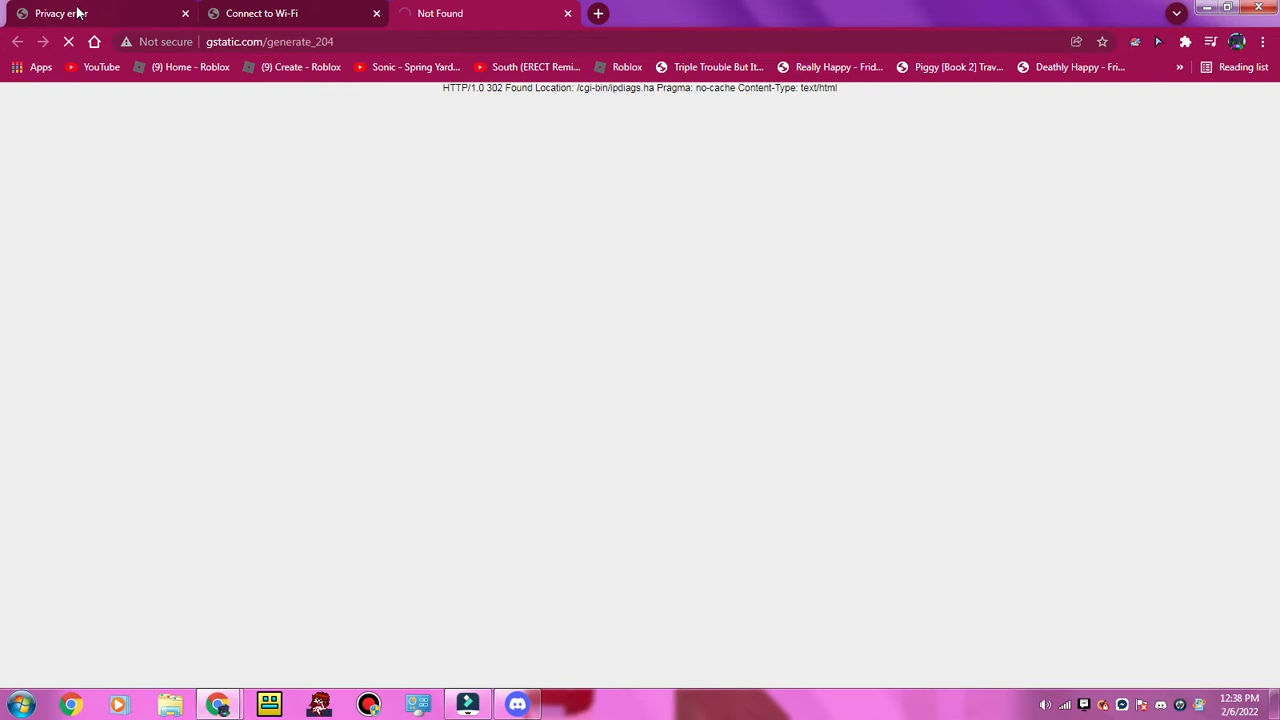 Privacy error
Connect to Wi-Fi
Not Found
Not secure
gstatic.com/generate_204
Apps
YouTube
(9) Home - Roblox
(9) Create - Roblox
Sonic - Spring Yard...
South (ERECT Remi...
Roblox
Triple Trouble But It...
Really Happy - Frid...
Piggy [Book 2] Trav...
Deathly Happy - Fri...
»
Reading list
HTTP/1.0 302 Found Location: /cgi-bin/ipdiags.ha Pragma: no-cache Content-Type: text/html
12:38 PM
2/6/2022